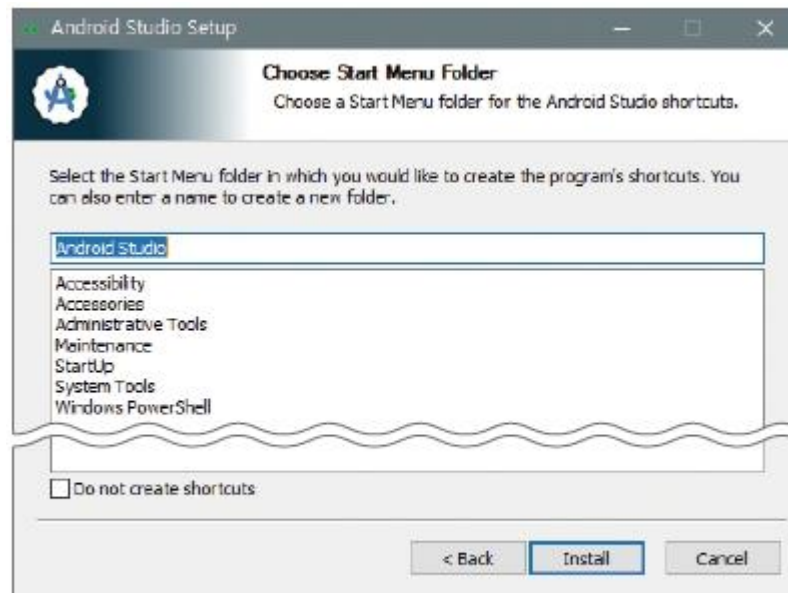 Android Studio Setup
Choose Start Menu Folder
Choose a Start Menu folder for the Android Studio shortcuts.
Select the Start Menu folder in which you would like to create the program's shortcuts. You
can also enter a name to create a new folder.
Android Studio
Accessibility
Accessories
Administrative Tools
Maintenance
StartUp
System Tools
Windows PowerShell
Do not create shortcuts
< Back
Install
Cancel